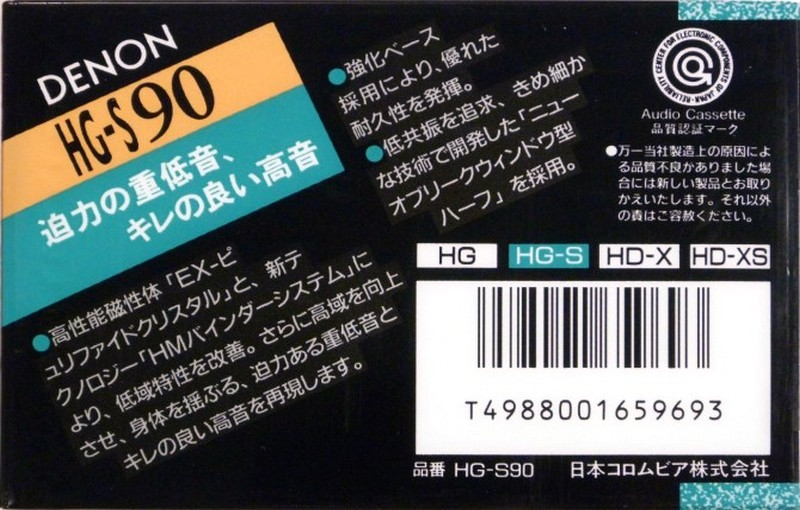 DENON
HG-S90
迫力の重低音、
キレの良い高音
●高性能磁性体「EX-ピ
ュリファイドクリスタル」と、新テ
クノロジー「HMバインダーシステム」に
より、低域特性を改善。さらに高域を向上
させ、身体を揺ぶる、迫力ある重低音と
キレの良い高音を再現します。
●強化ベース
採用により、優れた
耐久性を発揮。
●低共振を追求、きめ細か
な技術で開発した「ニュー
オブリークウィンドウ型
ハーフ」を採用。
RELIABILITY CENTER FOR ELECTRONIC COMPONENTS OF JAPAN
Audio Cassette
品質認証マーク
●万一当社製造上の原因によ
る品質不良がありました場
合には新しい製品とお取り
かえいたします。それ以外
の責はご容赦ください。
HG HG-S HD-X HD-XS
T4988001659693
品番 HG-S90 日本コロムビア株式会社